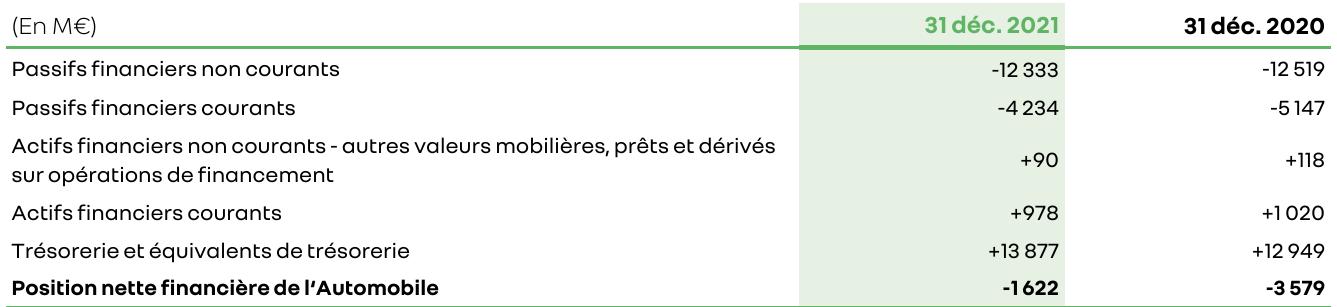 (En M€) 31 déc. 2021 31 déc. 2020
Passifs financiers non courants -12 333 -12 519
Passifs financiers courants -4 234 -5 147
Actifs financiers non courants - autres valeurs mobilières, prêts et dérivés
sur opérations de financement +90 +118
Actifs financiers courants +978 +1 020
Trésorerie et équivalents de trésorerie +13 877 +12 949
Position nette financière de l'Automobile -1 622 -3 579